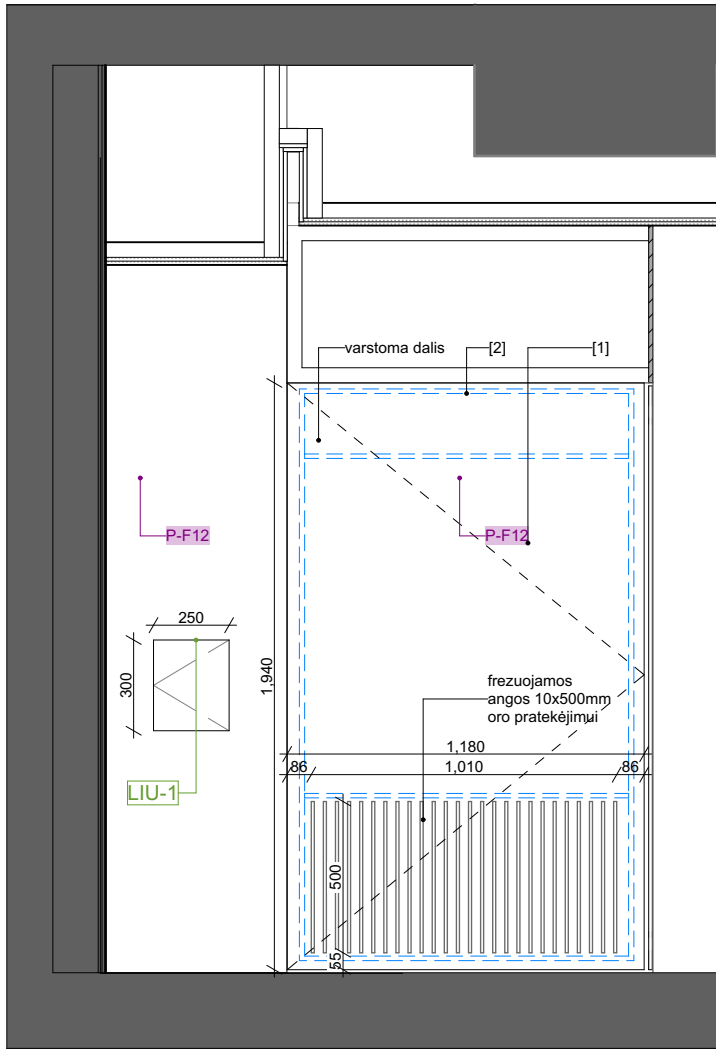 varstoma dalis
[2]
[1]
P-F12
P-F12
250
300
1,940
frezuojamos
angos 10x500mm
oro pratekėjimui
1,180
86
1,010
86
LIU-1
500
55